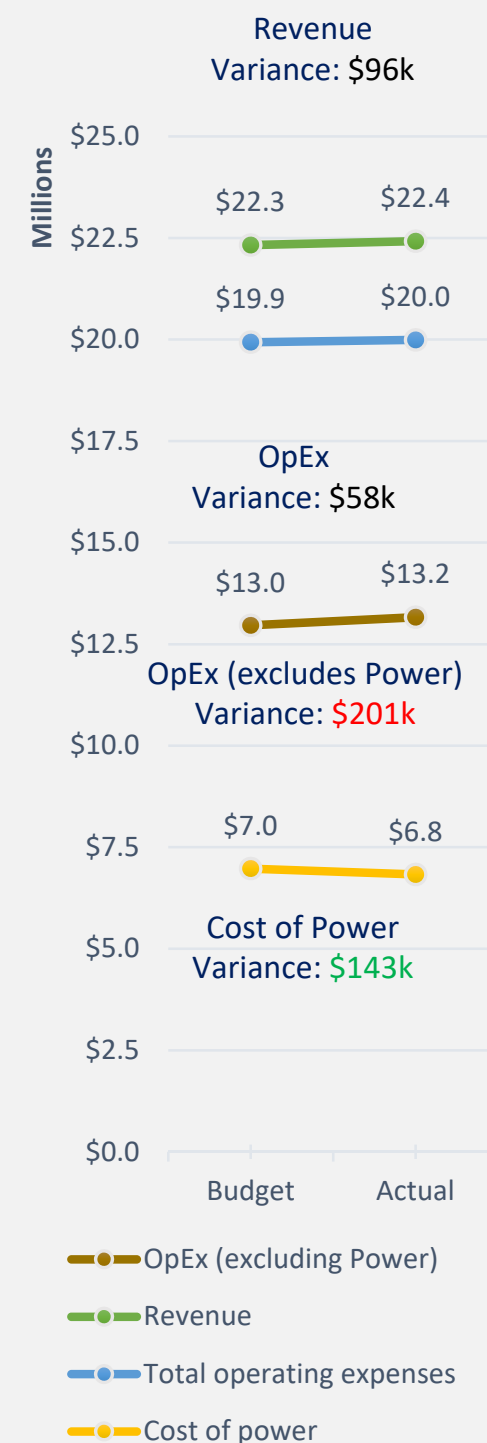 Revenue
Variance: $96k
Millions
$25.0
$22.3
$22.4
$22.5
$19.9
$20.0
$20.0
$17.5
OpEx
Variance: $58k
$15.0
$13.0
$13.2
$12.5
OpEx (excludes Power)
Variance: $201k
$10.0
$7.0
$6.8
$7.5
Cost of Power
$5.0
Variance: $143k
$2.5
$0.0
Budget
Actual
OpEx (excluding Power)
Revenue
Total operating expenses
Cost of power